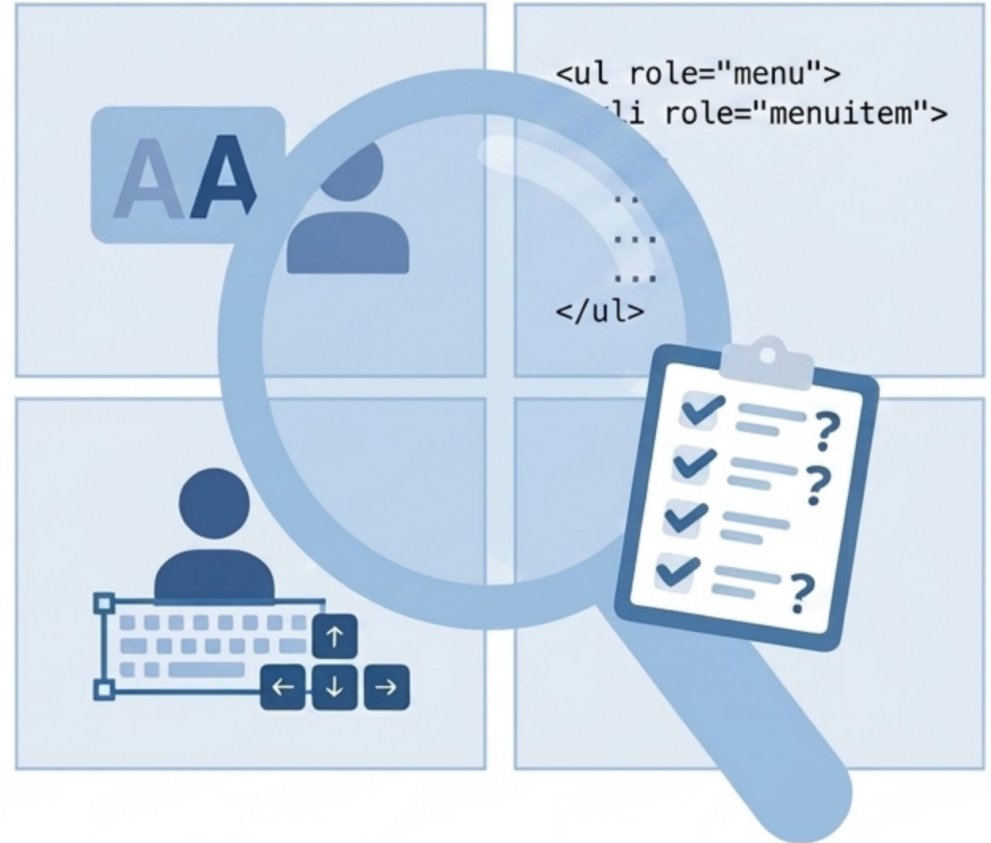 AA
<ul role="menu">
li role="menuitem">
..
...
...
</ul>
?
?
?